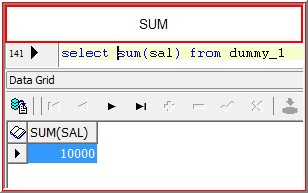 SUM
141 select sum(sal) from dummy_1
Data Grid
SUM(SAL)
10000